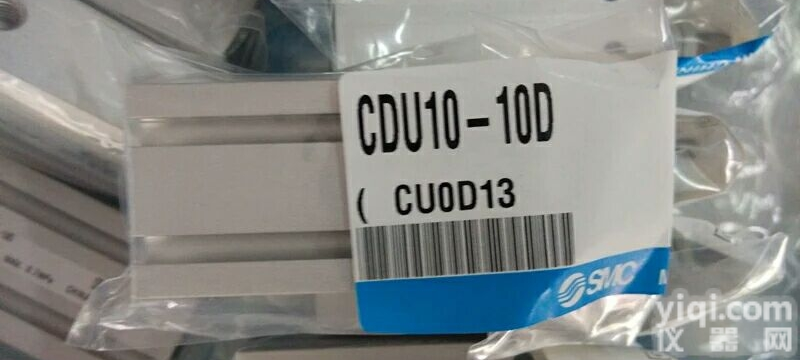 CDU10-10D
( CU0D13
SMC
yiqi.com
仪器网